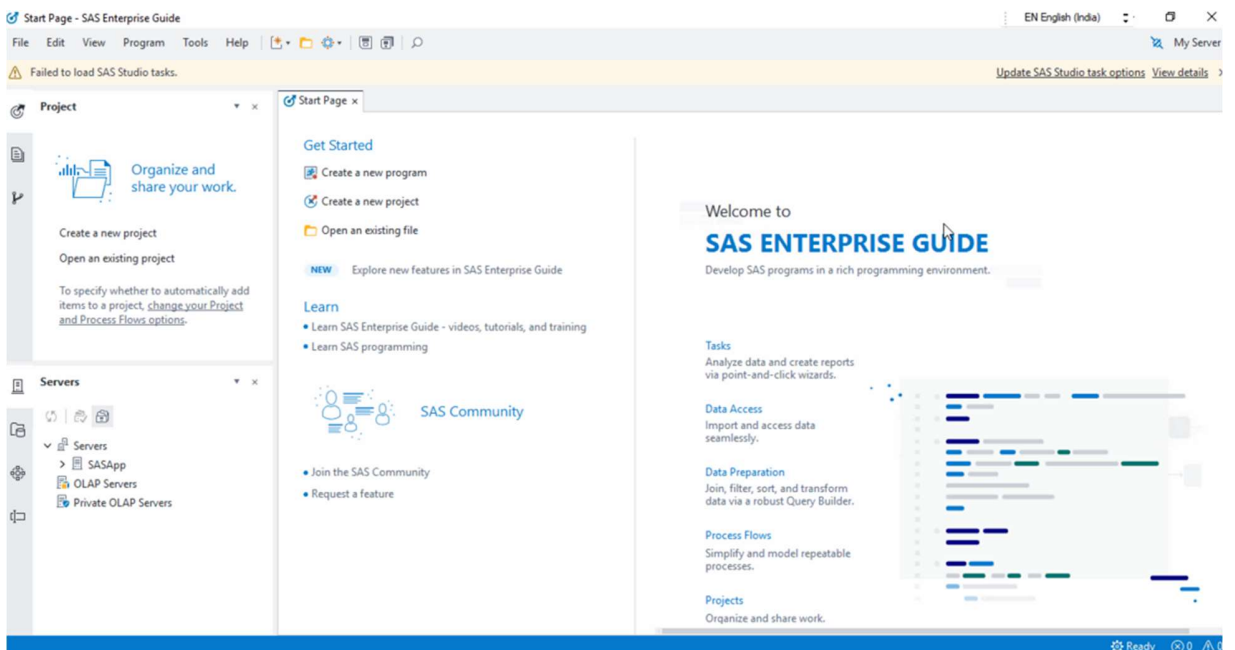 Start Page - SAS Enterprise Guide
EN English (India)
File Edit View Program Tools Help
My Server
Failed to load SAS Studio tasks.
Update SAS Studio task options View details
Project
Organize and
share your work.
Create a new project
Open an existing project
To specify whether to automatically add
items to a project, change your Project
and Process Flows options.
Servers
Servers
SASApp
OLAP Servers
Private OLAP Servers
Start Page
Get Started
Create a new program
Create a new project
Open an existing file
NEW Explore new features in SAS Enterprise Guide
Learn
Learn SAS Enterprise Guide - videos, tutorials, and training
Learn SAS programming
SAS Community
Join the SAS Community
Request a feature
Welcome to
SAS ENTERPRISE GUIDE
Develop SAS programs in a rich programming environment.
Tasks
Analyze data and create reports
via point-and-click wizards.
Data Access
Import and access data
seamlessly.
Data Preparation
Join, filter, sort, and transform
data via a robust Query Builder.
Process Flows
Simplify and model repeatable
processes.
Projects
Organize and share work.
Ready 0 0